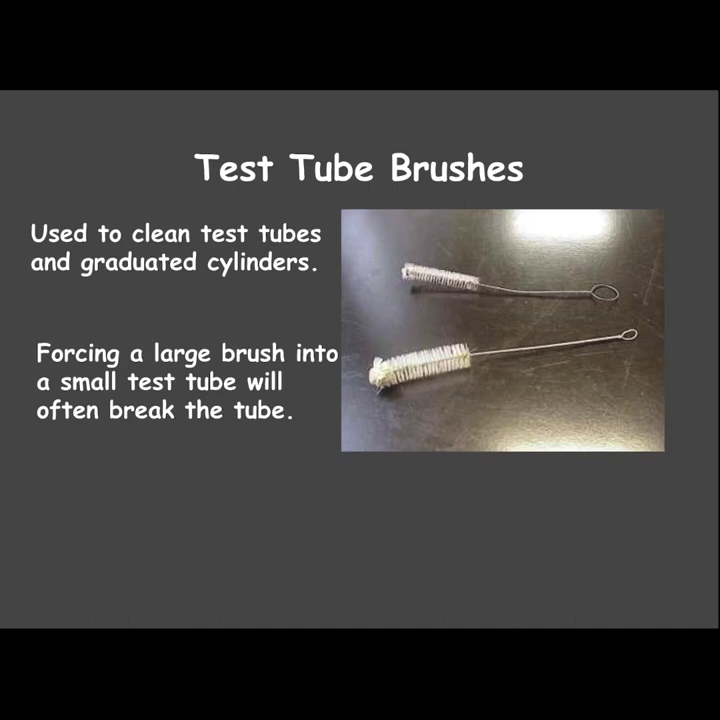 Test Tube Brushes
Used to clean test tubes
and graduated cylinders.
Forcing a large brush into
a small test tube will
often break the tube.